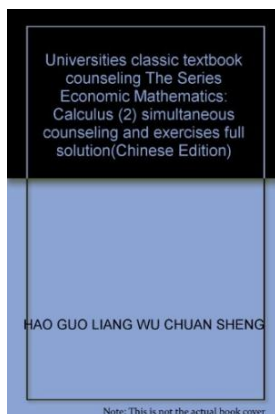 Universities classic textbook
counseling The Series
Economic Mathematics:
Calculus (2) simultaneous
counseling and exercises full
solution(Chinese Edition)
HAO GUO LIANG WU CHUAN SHENG
Note: This is not the actual book cover